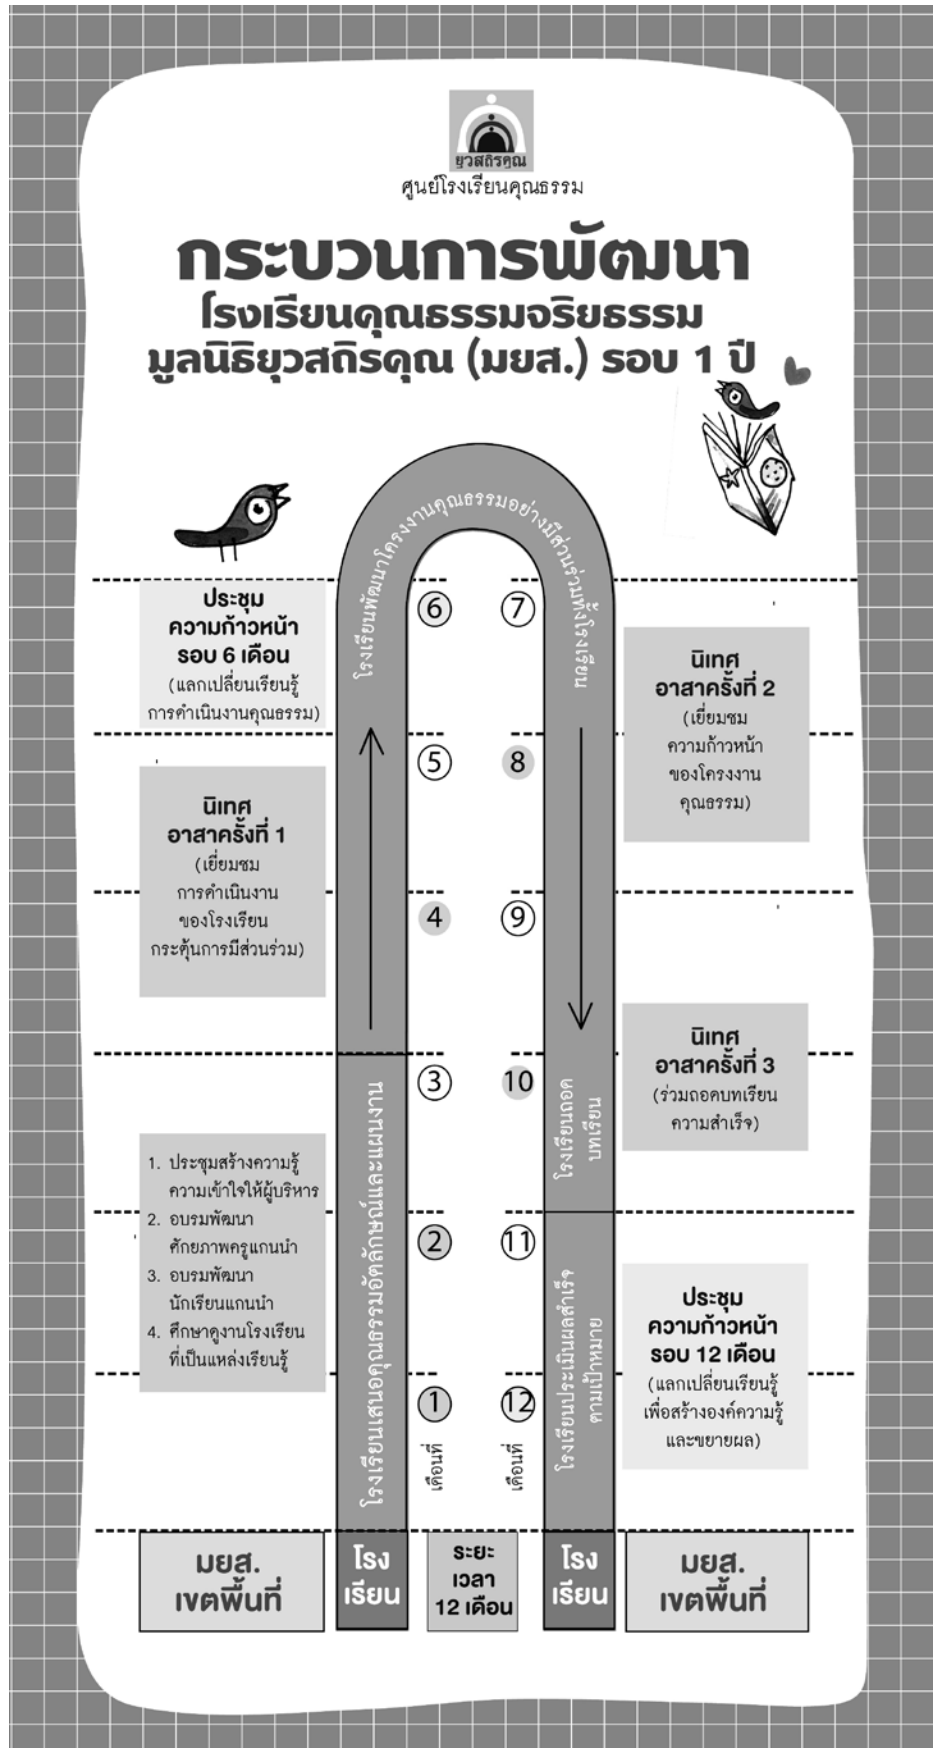 ยุวสถิรคุณ
ศูนย์โรงเรียนคุณธรรม
กระบวนการพัฒนา
โรงเรียนคุณธรรมจริยธรรม
มูลนิธิยุวสถิรคุณ (มยส.) รอบ 1 ปี
โรงเรียนพัฒนาโครงงานคุณธรรมอย่างมีส่วนร่วมทั้งโรงเรียน
ประชุม
ความก้าวหน้า
รอบ 6 เดือน
(แลกเปลี่ยนเรียนรู้
การดำเนินงานคุณธรรม)
6
7
นิเทศ
อาสาครั้งที่ 2
(เยี่ยมชม
ความก้าวหน้า
ของโครงงาน
คุณธรรม)
5
8
นิเทศ
อาสาครั้งที่ 1
(เยี่ยมชม
การดำเนินงาน
ของโรงเรียน
กระตุ้นการมีส่วนร่วม)
4
9
นิเทศ
อาสาครั้งที่ 3
(ร่วมถอดบทเรียน
ความสำเร็จ)
3
10
โรงเรียนถอด
บทเรียน
1. ประชุมสร้างความรู้
ความเข้าใจให้ผู้บริหาร
2. อบรมพัฒนา
ศักยภาพครูแกนนำ
3. อบรมพัฒนา
นักเรียนแกนนำ
4. ศึกษาดูงานโรงเรียน
ที่เป็นแหล่งเรียนรู้
โรงเรียนเสนอคุณธรรมอัตลักษณ์และแผนงาน
2
11
โรงเรียนประเมินผลสำเร็จ
ตามเป้าหมาย
ประชุม
ความก้าวหน้า
รอบ 12 เดือน
(แลกเปลี่ยนเรียนรู้
เพื่อสร้างองค์ความรู้
และขยายผล)
1
12
เดือนที่
เดือนที่
มยส.
เขตพื้นที่
โรง
เรียน
ระยะ
เวลา
12 เดือน
โรง
เรียน
มยส.
เขตพื้นที่